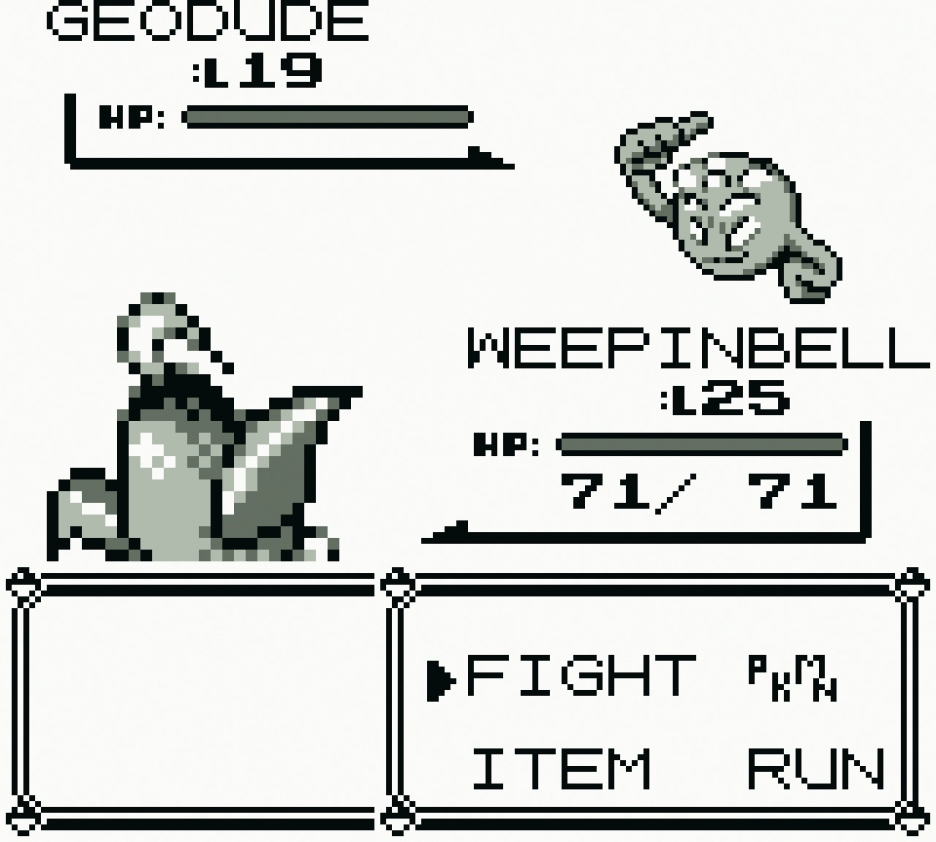 GEODUDE
:L19
HP:
WEEPINBELL
:L25
HP:
71/ 71
▶FIGHT PKMN
ITEM RUN